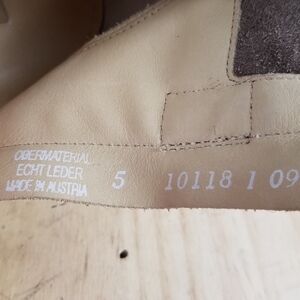 OBERMATERIAL
ECHT LEDER
MADE IN AUSTRIA
5 10118 1 09